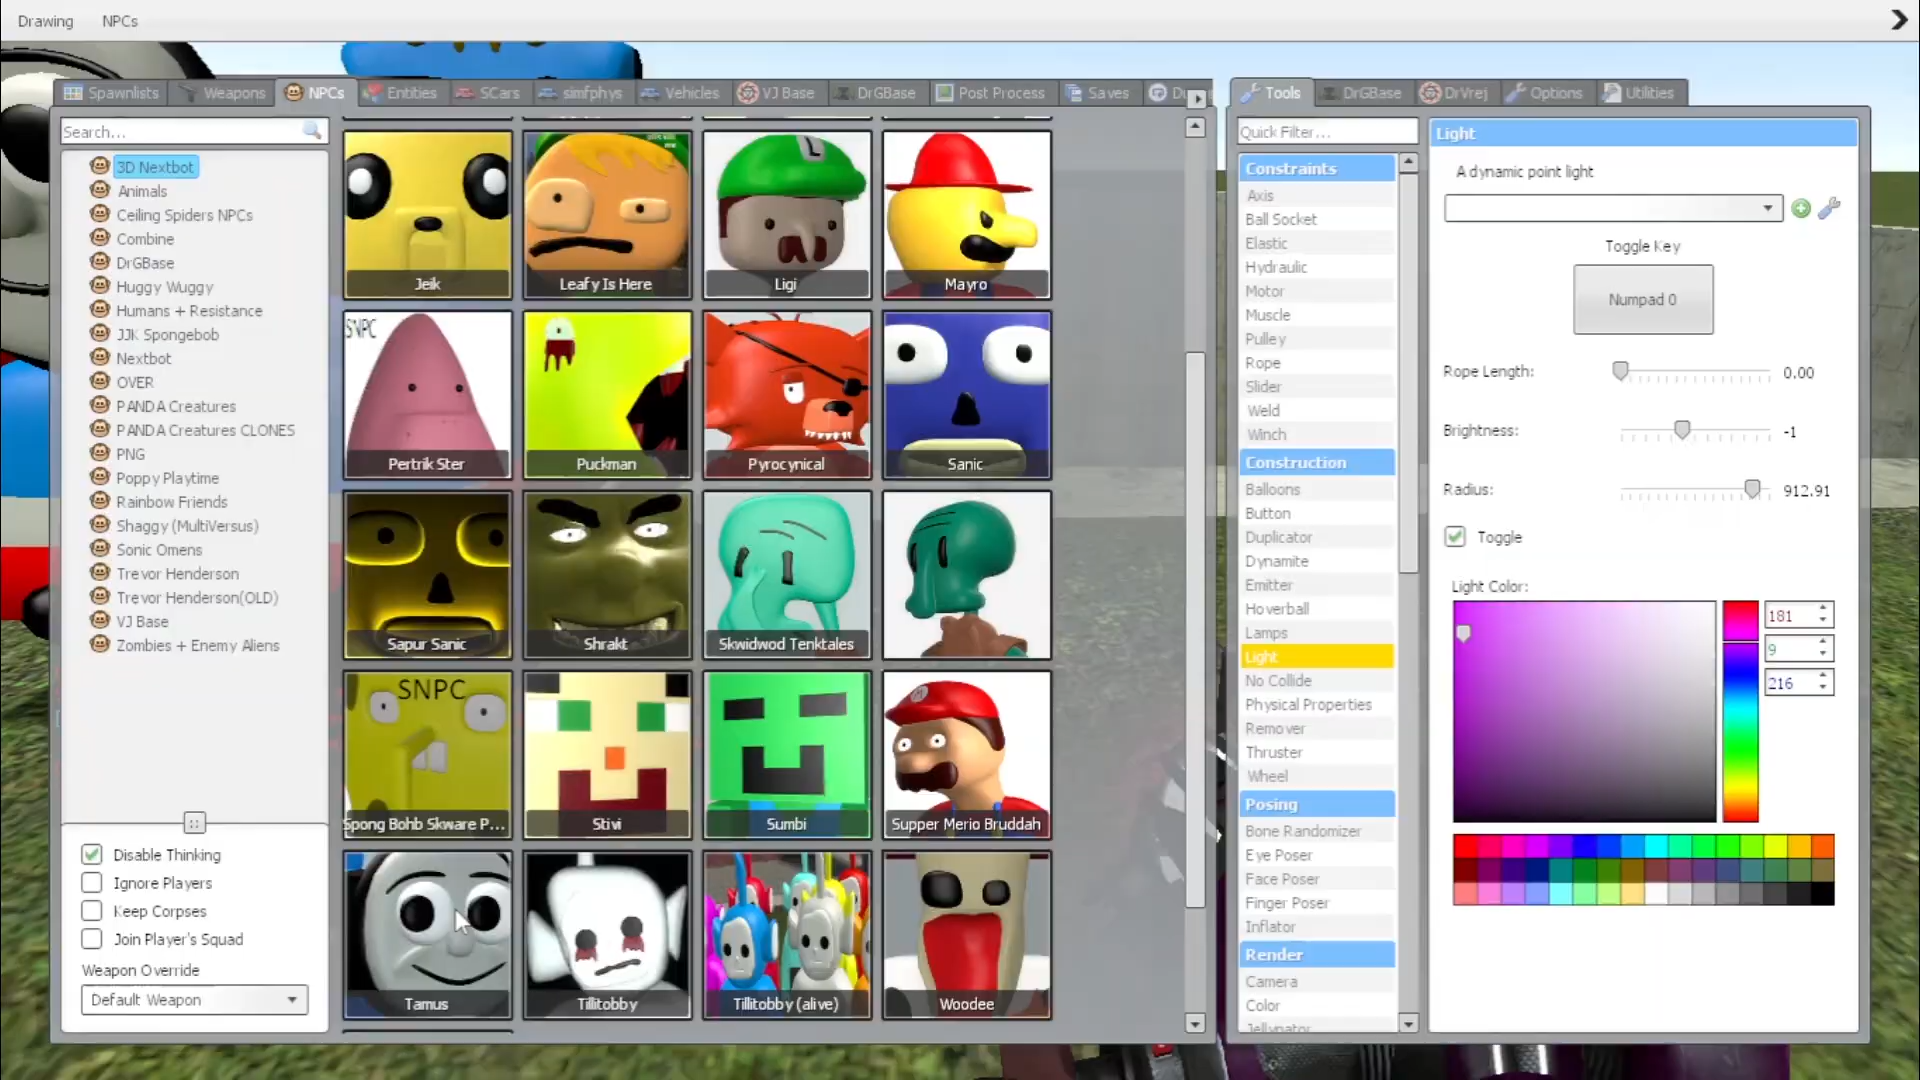 Drawing NPCs
Spawnlists Weapons NPCs Entities SCars simfphys Vehicles VJ Base DrGBase Post Process Saves
Tools DrGBase DrVrej Options Utilities
Search...
3D Nextbot
Animals
Ceiling Spiders NPCs
Combine
DrGBase
Huggy Wuggy
Humans + Resistance
JJK Spongebob
Nextbot
OVER
PANDA Creatures
PANDA Creatures CLONES
PNG
Poppy Playtime
Rainbow Friends
Shaggy (MultiVersus)
Sonic Omens
Trevor Henderson
Trevor Henderson(OLD)
VJ Base
Zombies + Enemy Aliens
Disable Thinking
Ignore Players
Keep Corpses
Join Player's Squad
Weapon Override
Default Weapon
L
Jeik
Leafy Is Here
Ligi
Mayro
SNPC
Pertrik Ster
Puckman
Pyrocynical
Sanic
Sapur Sanic
Shrakt
Skwidwod Tenktales
SNPC
M
Spong Bohb Skware P...
Stivi
Sumbi
Supper Merio Bruddah
Tamus
Tillitobby
Tillitobby (alive)
Woodee
Quick Filter...
Constraints
Axis
Ball Socket
Elastic
Hydraulic
Motor
Muscle
Pulley
Rope
Slider
Weld
Winch
Construction
Balloons
Button
Duplicator
Dynamite
Emitter
Hoverball
Lamps
Light
No Collide
Physical Properties
Remover
Thruster
Wheel
Posing
Bone Randomizer
Eye Poser
Face Poser
Finger Poser
Inflator
Render
Camera
Color
Light
A dynamic point light
Toggle Key
Numpad 0
Rope Length: 0.00
Brightness: -1
Radius: 912.91
Toggle
Light Color:
181
9
216